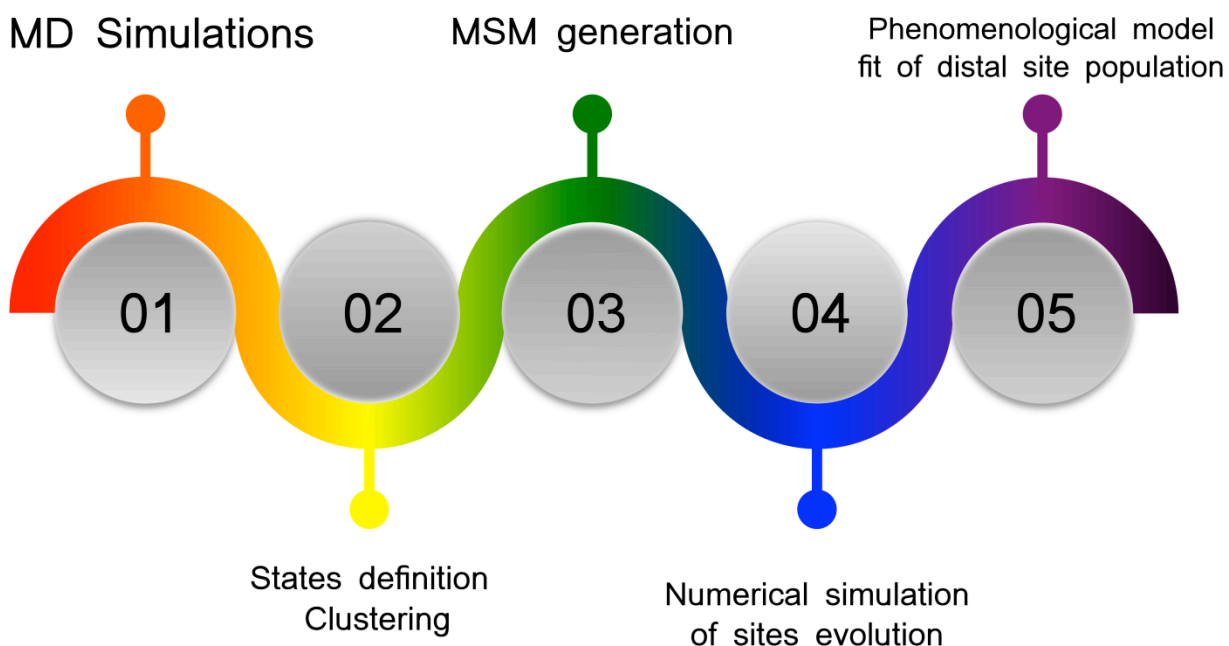 MD Simulations
MSM generation
Phenomenological model
fit of distal site population
01
02
03
04
05
States definition
Clustering
Numerical simulation
of sites evolution